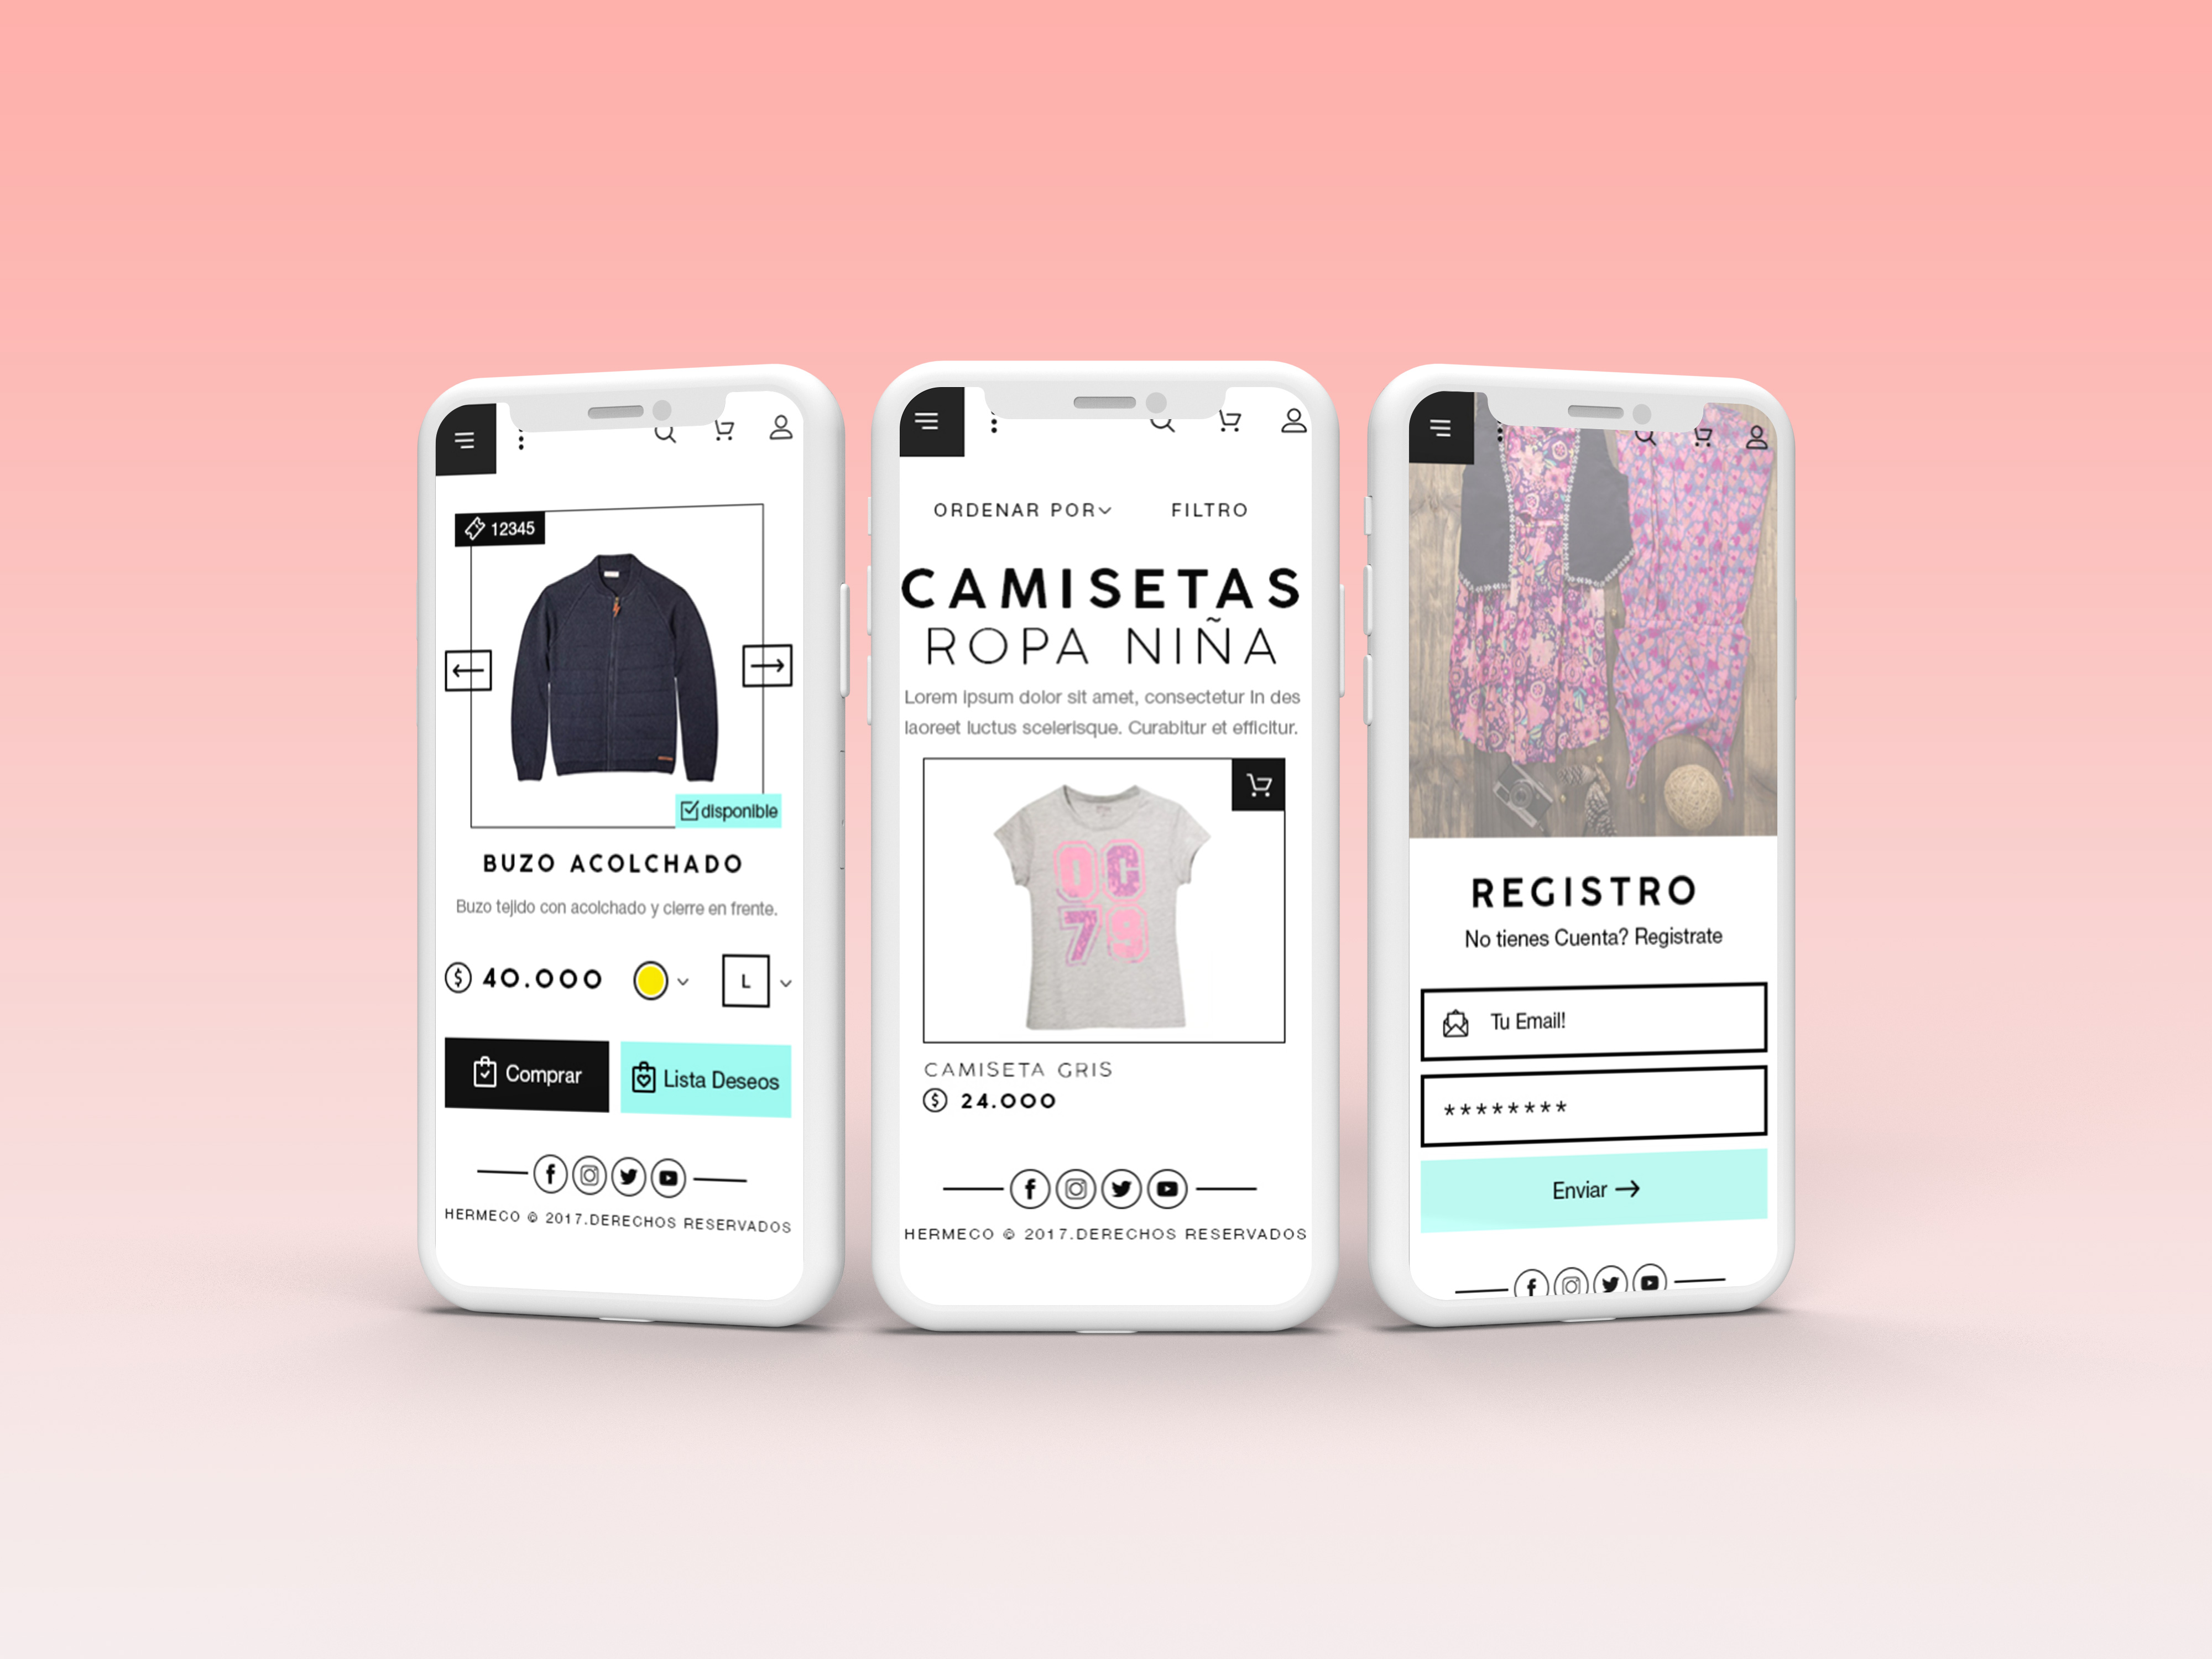 12345
disponible
BUZO ACOLCHADO
Buzo tejido con acolchado y cierre en frente.
$ 40.000
L
Comprar
Lista Deseos
HERMECO © 2017.DERECHOS RESERVADOS
ORDENAR POR
FILTRO
CAMISETAS
ROPA NIÑA
Lorem ipsum dolor sit amet, consectetur In des
laoreet luctus scelerisque. Curabitur et efficitur.
OC
79
CAMISETA GRIS
$ 24.000
HERMECO © 2017.DERECHOS RESERVADOS
REGISTRO
No tienes Cuenta? Registrate
Tu Email!
********
Enviar